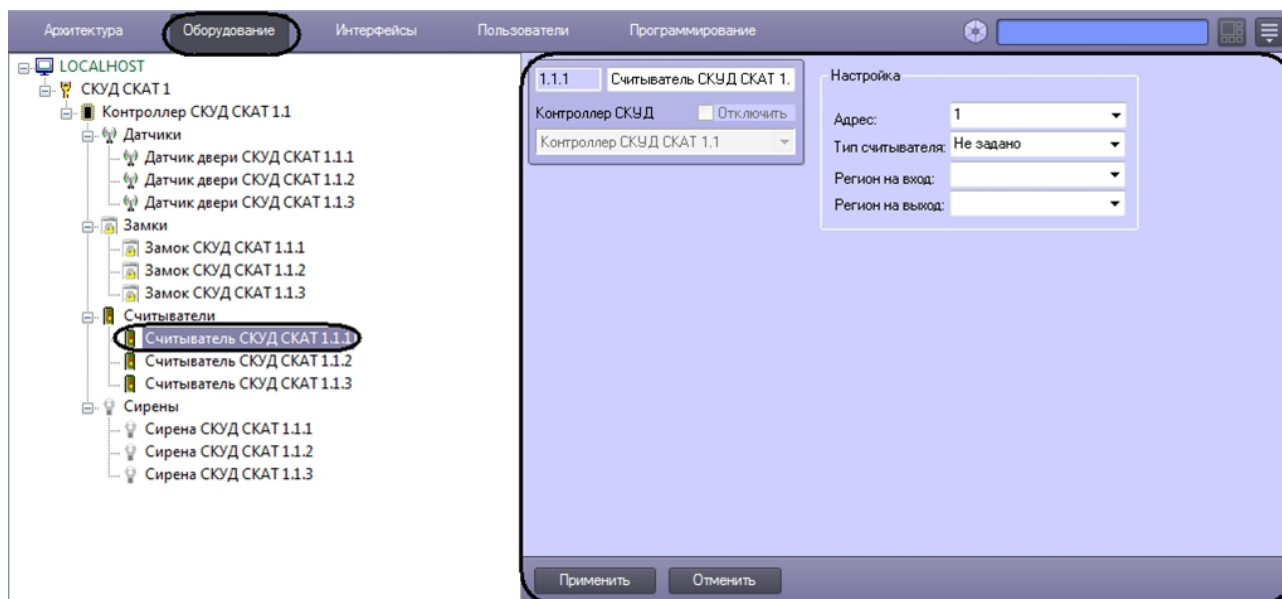 Архитектура Оборудование Интерфейсы Пользователи Программирование
LOCALHOST
СКУД СКАТ 1
Контроллер СКУД СКАТ 1.1
Датчики
Датчик двери СКУД СКАТ 1.1.1
Датчик двери СКУД СКАТ 1.1.2
Датчик двери СКУД СКАТ 1.1.3
Замки
Замок СКУД СКАТ 1.1.1
Замок СКУД СКАТ 1.1.2
Замок СКУД СКАТ 1.1.3
Считыватели
Считыватель СКУД СКАТ 1.1.1
Считыватель СКУД СКАТ 1.1.2
Считыватель СКУД СКАТ 1.1.3
Сирены
Сирена СКУД СКАТ 1.1.1
Сирена СКУД СКАТ 1.1.2
Сирена СКУД СКАТ 1.1.3
1.1.1 Считыватель СКУД СКАТ 1.
Контроллер СКУД Отключить
Контроллер СКУД СКАТ 1.1
Настройка
Адрес: 1
Тип считывателя: Не задано
Регион на вход:
Регион на выход:
Применить Отменить